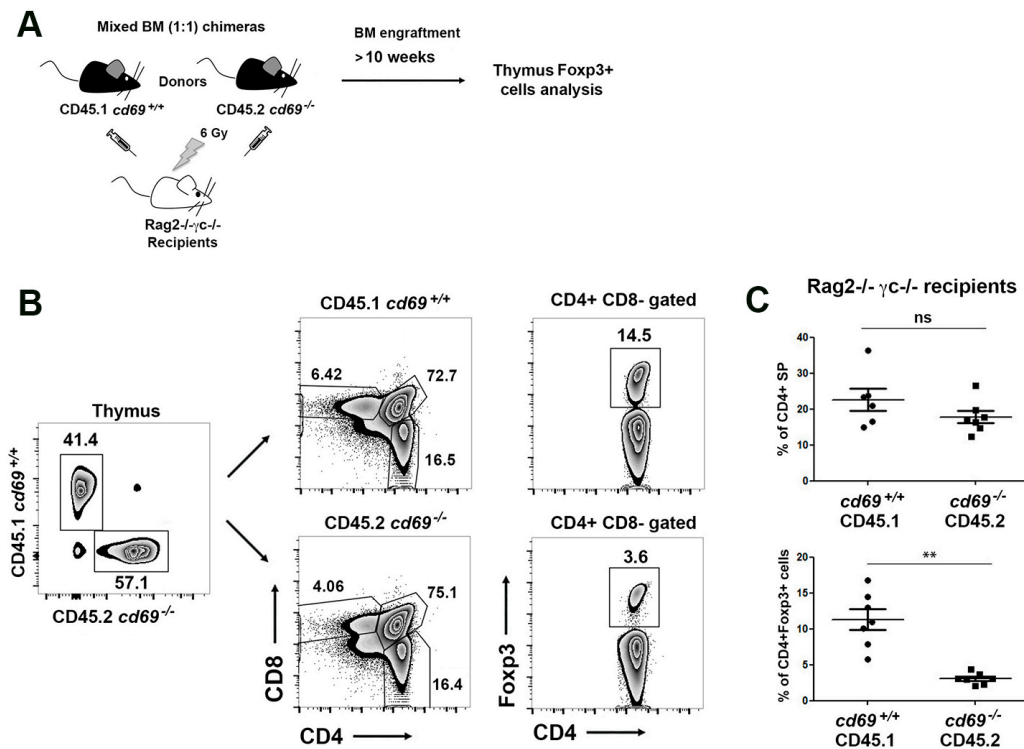 A
Mixed BM (1:1) chimeras
Donors
CD45.1 cd69 +/+
CD45.2 cd69 -/-
6 Gy
Rag2-/-γc-/-
Recipients
BM engraftment
>10 weeks
Thymus Foxp3+
cells analysis
B
Thymus
41.4
57.1
CD45.1 cd69 +/+
CD45.2 cd69 -/-
CD45.1 cd69 +/+
6.42
72.7
16.5
CD4+ CD8- gated
14.5
CD45.2 cd69 -/-
4.06
75.1
16.4
CD8
CD4
CD4+ CD8- gated
3.6
Foxp3
CD4
C
Rag2-/- γc-/- recipients
ns
% of CD4+ SP
40
30
20
10
0
cd69 +/+
CD45.1
cd69 -/-
CD45.2
**
% of CD4+Foxp3+ cells
20
15
10
5
0
cd69 +/+
CD45.1
cd69 -/-
CD45.2